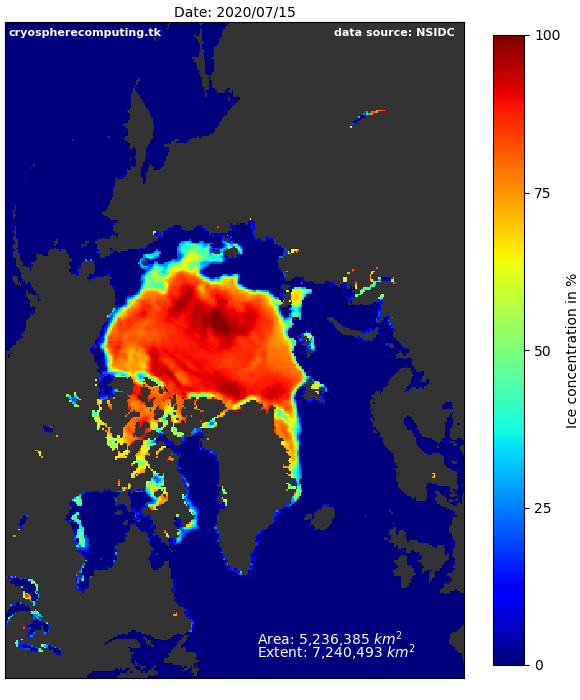 Date: 2020/07/15
cryospherecomputing.tk
data source: NSIDC
100
75
50
25
0
Ice concentration in %
Area: 5,236,385 km²
Extent: 7,240,493 km²